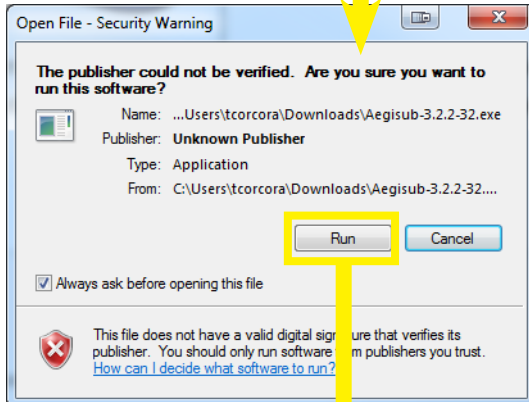 Open File - Security Warning
The publisher could not be verified. Are you sure you want to
run this software?
Name: ...Users\tcorcora\Downloads\Aegisub-3.2.2-32.exe
Publisher: Unknown Publisher
Type: Application
From: C:\Users\tcorcora\Downloads\Aegisub-3.2.2-32....
Run Cancel
Always ask before opening this file
This file does not have a valid digital signature that verifies its
publisher. You should only run software from publishers you trust.
How can I decide what software to run?